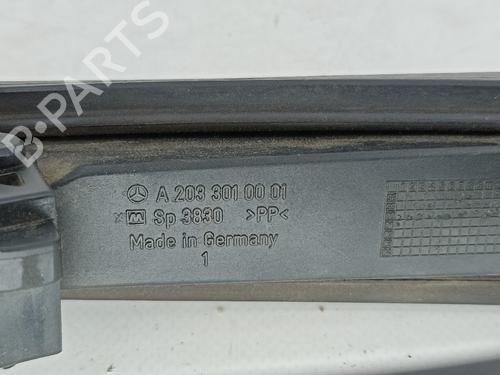 B-PARTS
A 203 301 00 01
Sp 3830 >PP<
Made in Germany
1